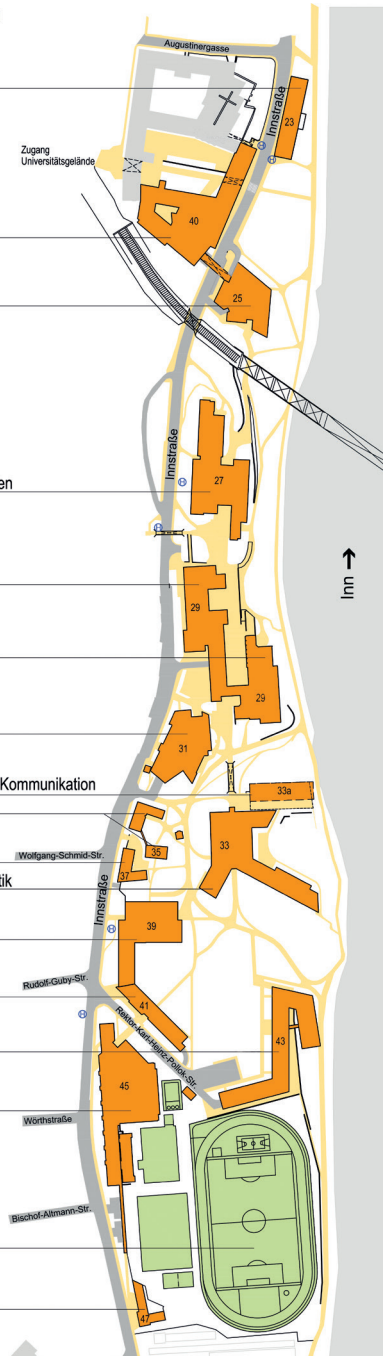 Augustinergasse
Innstraße
23
Zugang
Universitätsgelände
H
H
40
25
Innstraße
en
27
H
H
Inn
29
29
31
Kommunikation
33a
33
35
Wolfgang-Schmid-Str.
37
tik
Innstraße
39
H
Rudolf-Guby-Str.
41
H
Rektor-Karl-Heinz-Pollok-Str.
43
45
Wörthstraße
Bischof-Altmann-Str.
47